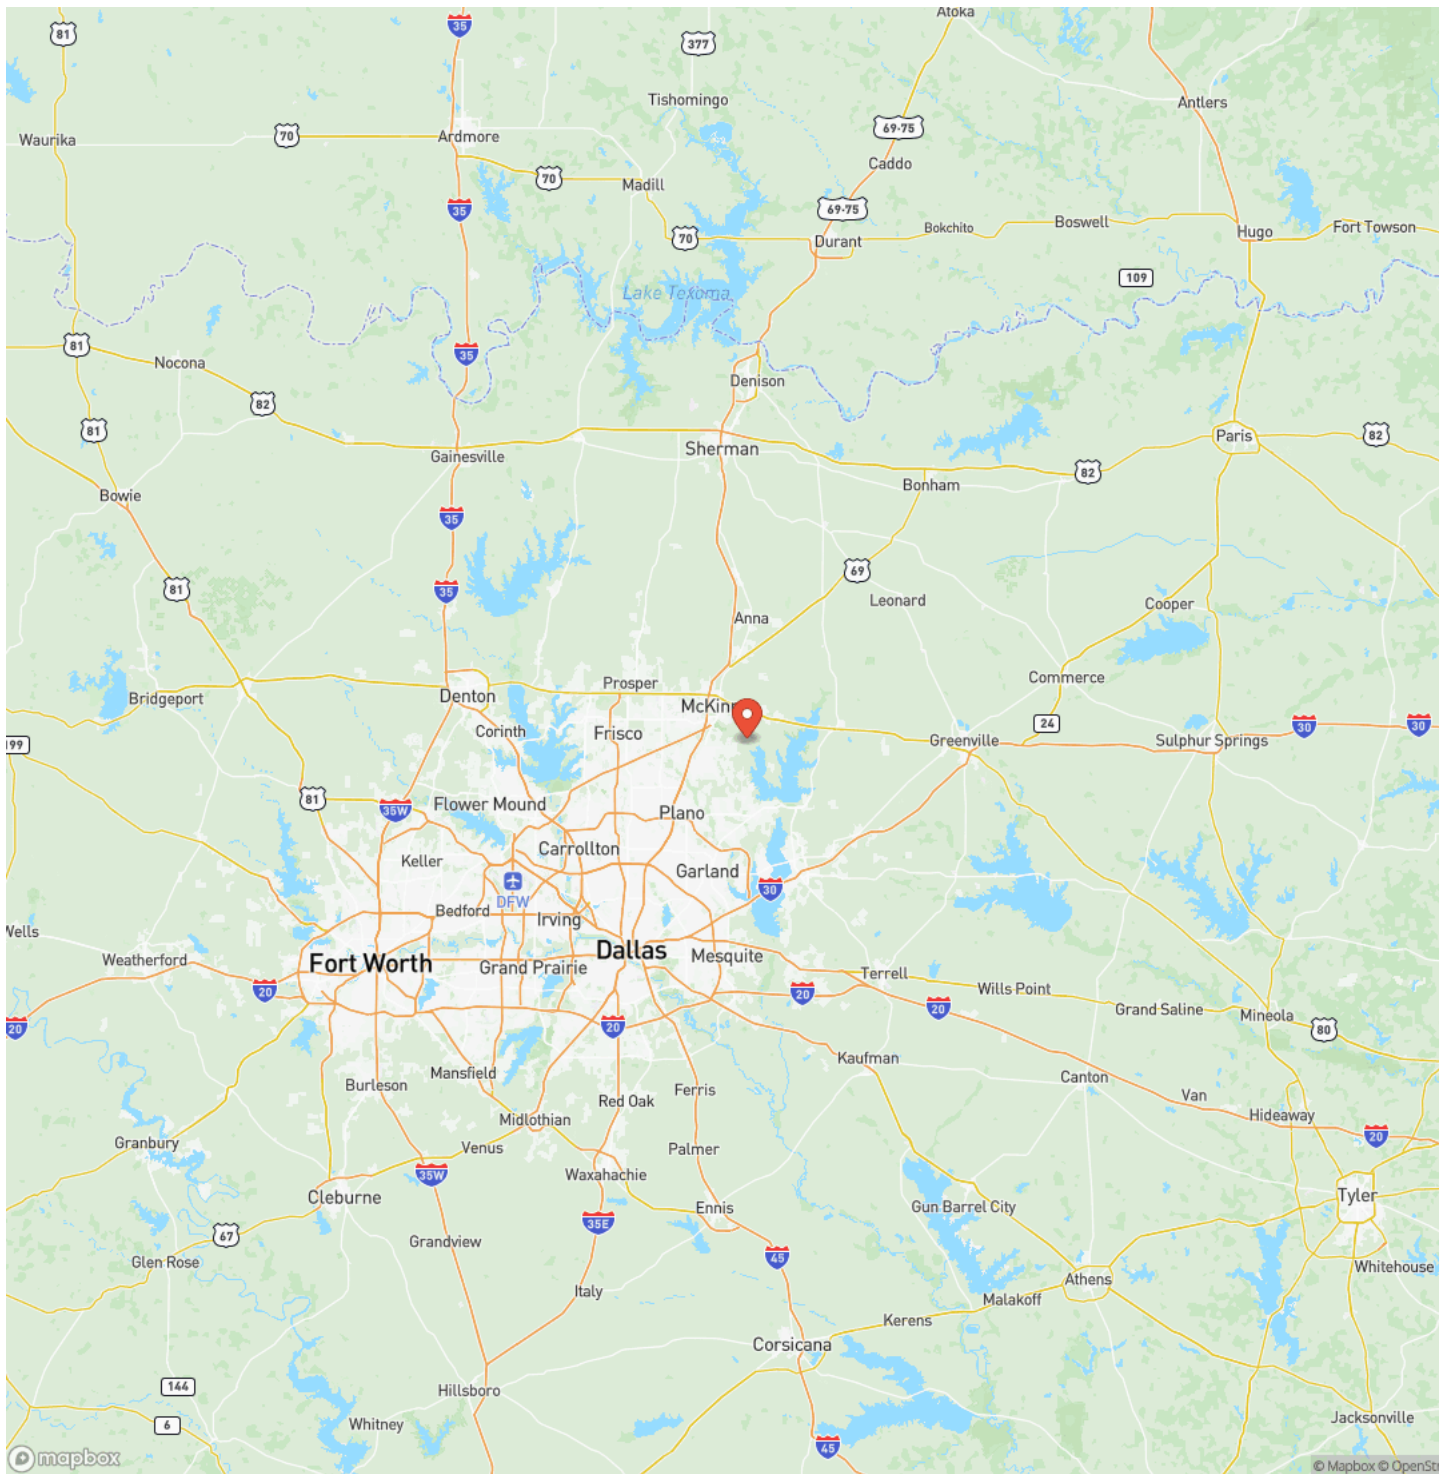 Atoka
81
35
377
Tishomingo
Antlers
69-75
Waurika
70
Ardmore
Caddo
70
Madill
35
69-75
70
Durant
Bokchito
Boswell
Hugo
Fort Towson
109
Lake Texoma
81
Nocona
35
Denison
82
81
Gainesville
Sherman
Paris
82
82
Bowie
Bonham
35
81
35
69
Leonard
Cooper
Anna
Commerce
Bridgeport
Denton
Prosper
McKinn
Corinth
Frisco
24
30
30
199
Greenville
Sulphur Springs
81
35W
Flower Mound
Plano
Carrollton
Keller
Garland
30
DFW
Bedford
Irving
Wells
Weatherford
Fort Worth
Grand Prairie
Dallas
Mesquite
Terrell
20
20
20
Wills Point
Grand Saline
Mineola
80
20
20
Kaufman
Mansfield
Burleson
Ferris
Canton
Red Oak
Van
Midlothian
Hideaway
20
Granbury
Venus
Palmer
Waxahachie
35W
Cleburne
Tyler
Ennis
Gun Barrel City
35E
67
Grandview
45
Glen Rose
Whitehouse
Athens
Italy
Malakoff
Kerens
Corsicana
144
Hillsboro
6
Whitney
Jacksonville
45
mapbox
© Mapbox © OpenStr